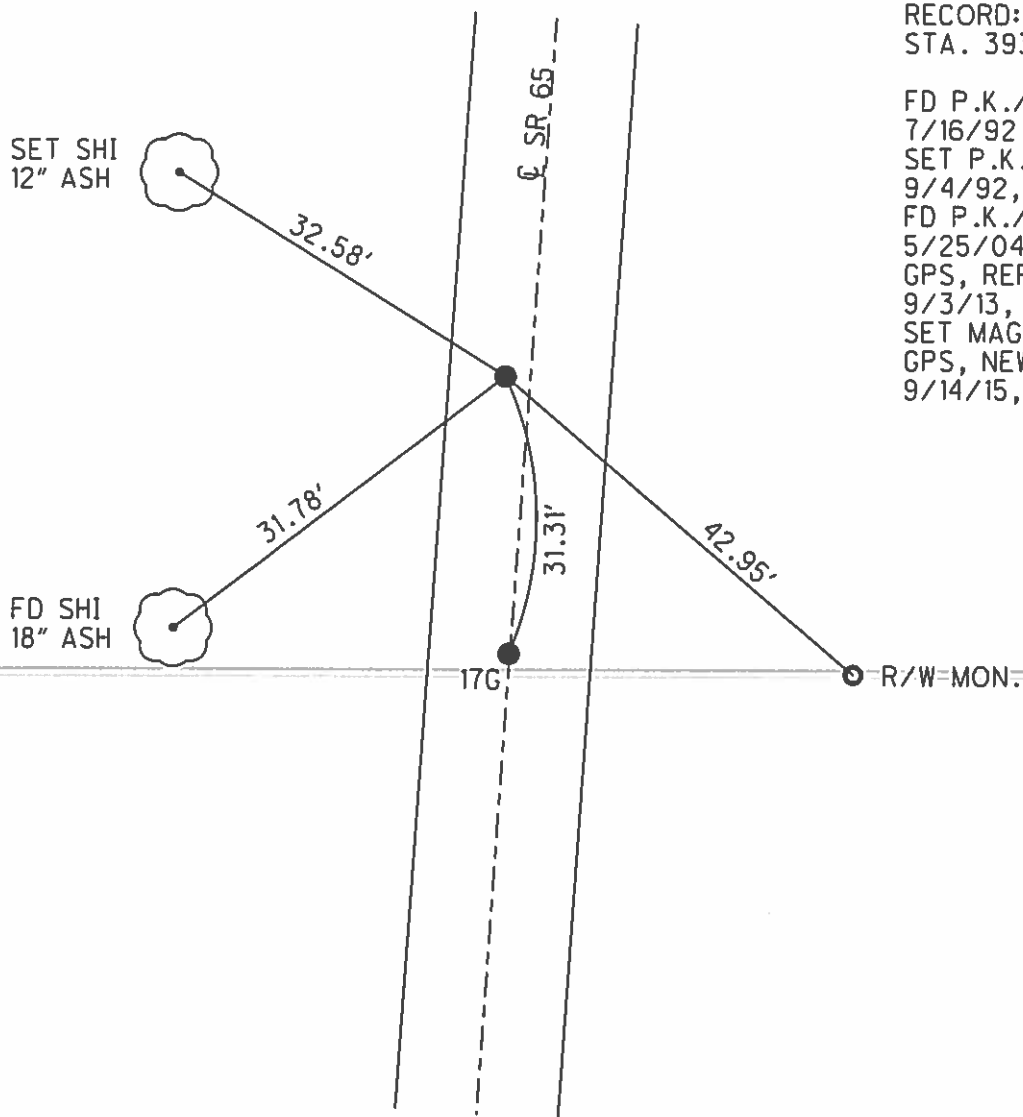 RECORD:
STA. 393
FD P.K./
7/16/92
SET P.K.
9/4/92,
FD P.K./
5/25/04
GPS, REF
9/3/13,
SET MAG
GPS, NEW
9/14/15,
℄ SR 65
SET SHI
12" ASH
32.58'
31.78'
31.31'
42.95'
FD SHI
18" ASH
17G
R/W MON.